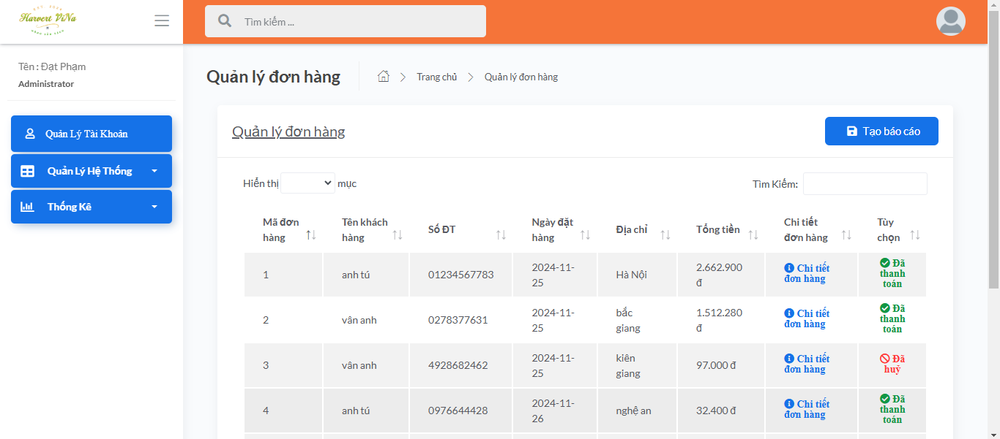 Harvert ViNa
Tìm kiếm ...
Tên : Đạt Phạm
Administrator
Quản Lý Tài Khoản
Quản Lý Hệ Thống
Thống Kê
Quản lý đơn hàng
Trang chủ
Quản lý đơn hàng
Quản lý đơn hàng
Tạo báo cáo
Hiển thị
mục
Tìm Kiếm:
Mã đơn
hàng
Tên khách
hàng
Số ĐT
Ngày đặt
hàng
Địa chỉ
Tổng tiền
Chi tiết
đơn hàng
Tùy
chọn
1
anh tú
01234567783
2024-11-
25
Hà Nội
2.662.900
đ
Chi tiết
đơn hàng
Đã
thanh
toán
2
vân anh
0278377631
2024-11-
25
bắc
giang
1.512.280
đ
Chi tiết
đơn hàng
Đã
thanh
toán
3
vân anh
4928682462
2024-11-
25
kiên
giang
97.000 đ
Chi tiết
đơn hàng
Đã
huỷ
4
anh tú
0976644428
2024-11-
26
nghệ an
32.400 đ
Chi tiết
đơn hàng
Đã
thanh
toán